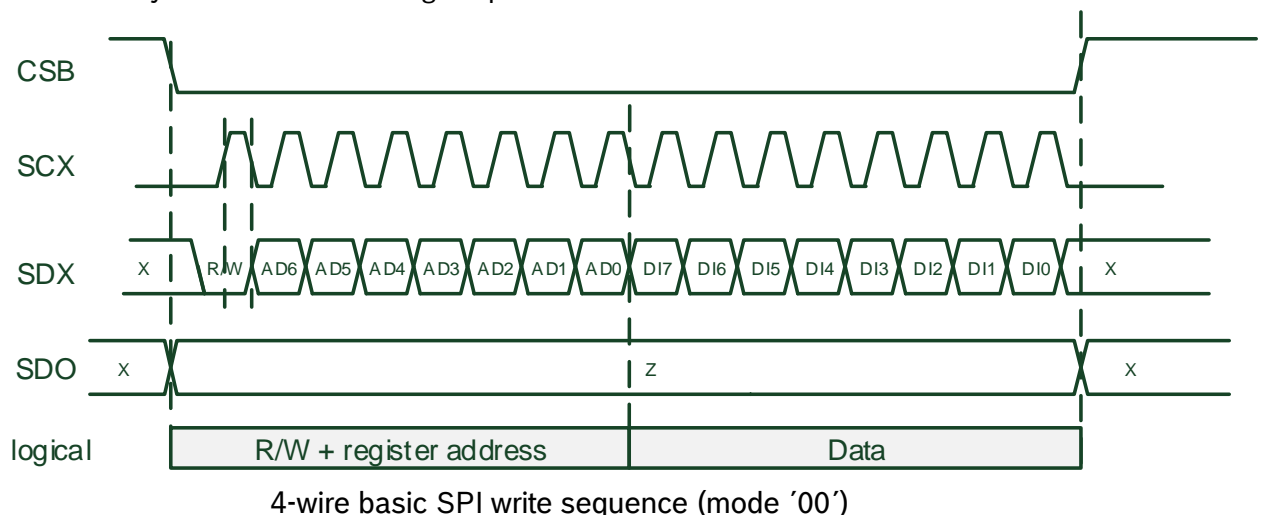 CSB
SCX
SDX X R/W AD6 AD5 AD4 AD3 AD2 AD1 AD0 DI7 DI6 DI5 DI4 DI3 DI2 DI1 DI0 X
SDO X Z X
logical R/W + register address Data
4-wire basic SPI write sequence (mode ´00´)